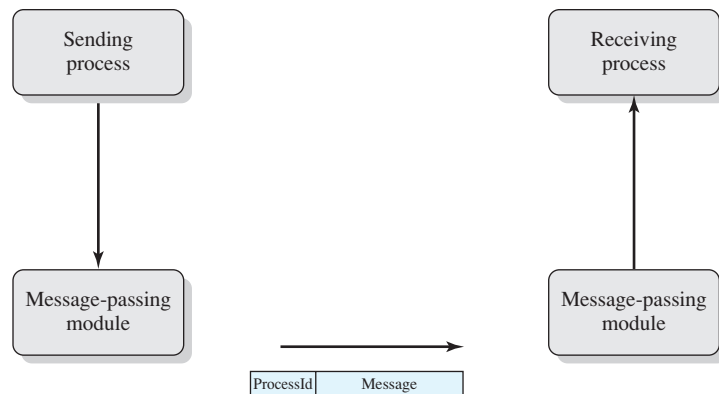 Sending
process
Receiving
process
Message-passing
module
Message-passing
module
ProcessId
Message